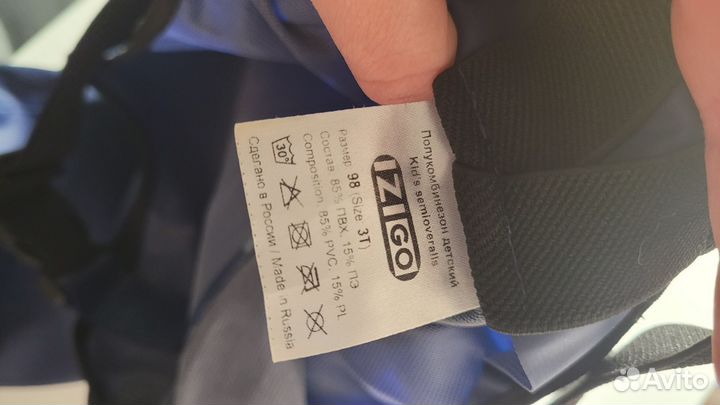 Полукомбинезон детский
Kid's semioveralls
IZIGO
Размер 98 (Size 3T)
Состав: 85% ПВХ, 15% ПЭ
Composition: 85% PVC, 15% PL
30°
Сделано в России | Made in Russia
Avito